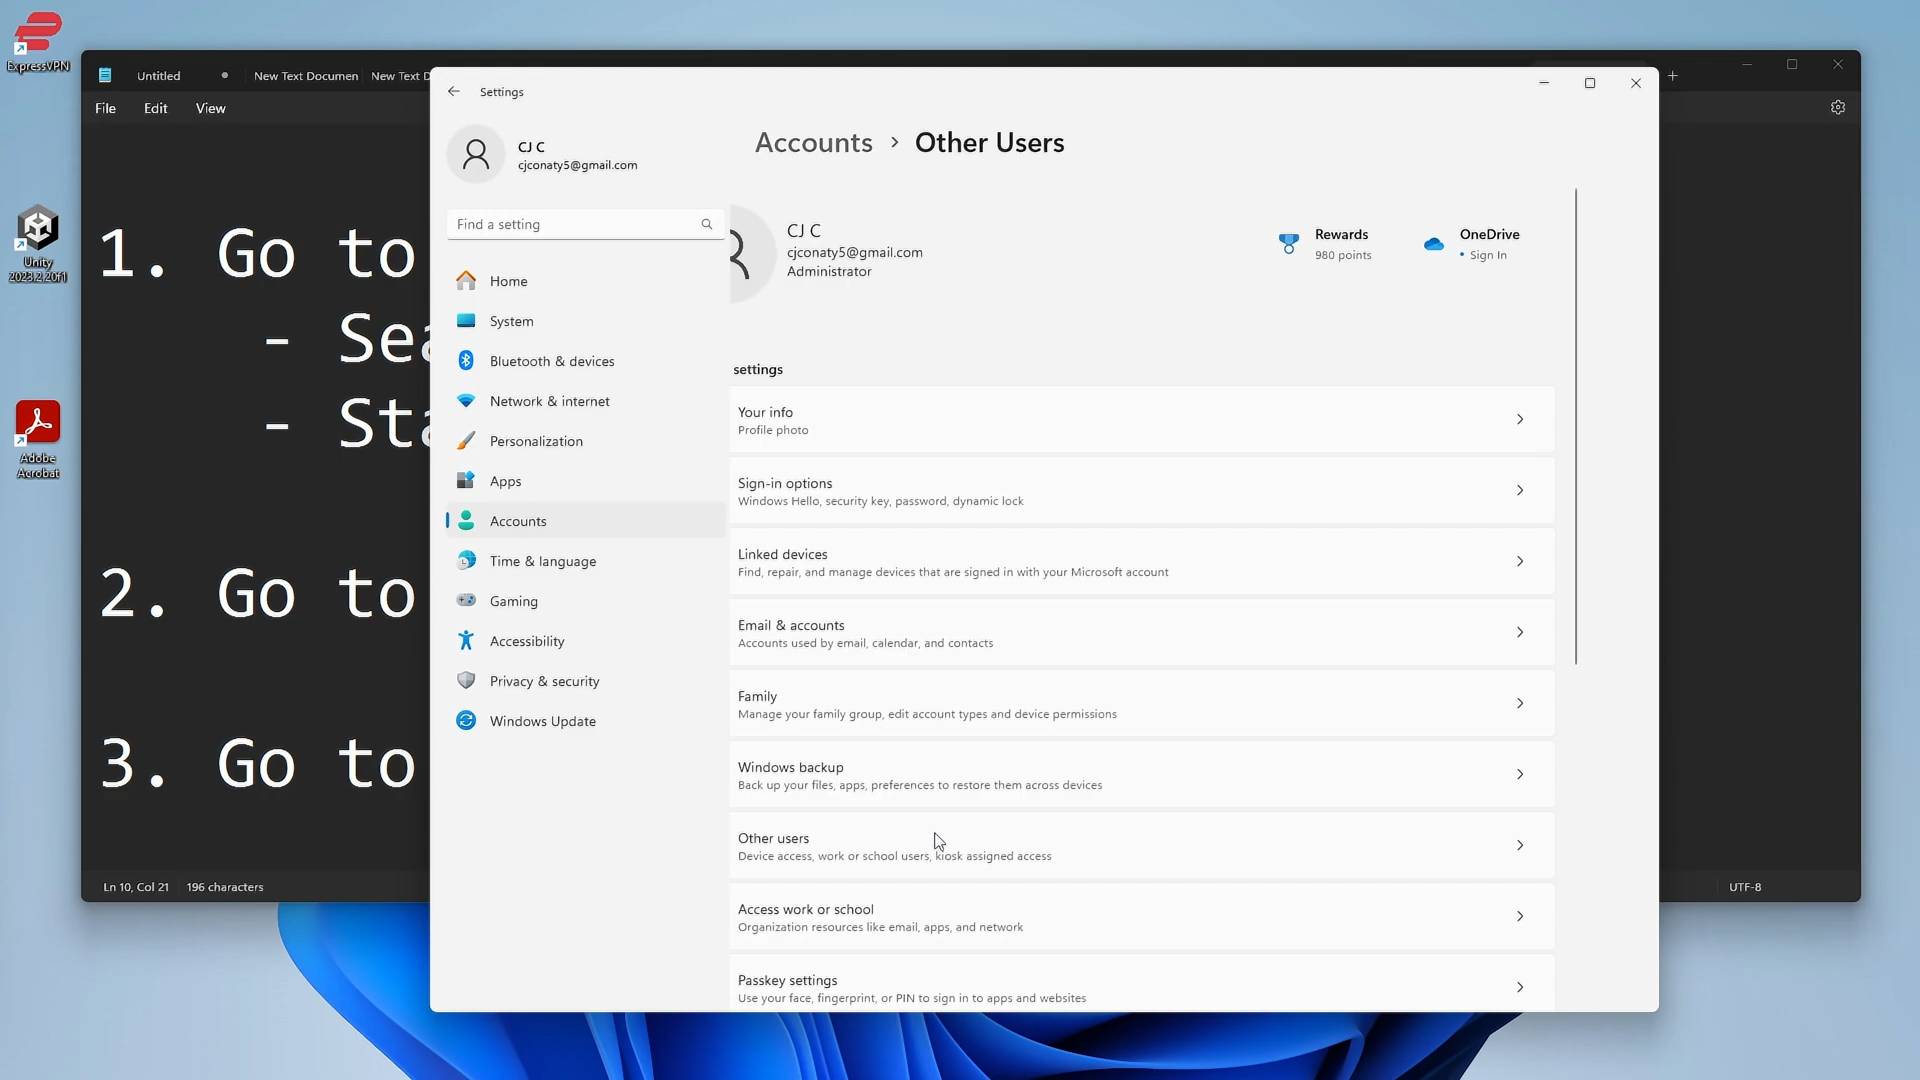 ExpressVPN
Unity
2023.2.20f1
Adobe
Acrobat
Untitled
New Text Documen
New Text D
File
Edit
View
1. Go to
- Sea
- Sta
2. Go to
3. Go to
Ln 10, Col 21
196 characters
UTF-8
Settings
CJ C
cjconaty5@gmail.com
Find a setting
Home
System
Bluetooth & devices
Network & internet
Personalization
Apps
Accounts
Time & language
Gaming
Accessibility
Privacy & security
Windows Update
Accounts > Other Users
CJ C
cjconaty5@gmail.com
Administrator
Rewards
980 points
OneDrive
• Sign In
settings
Your info
Profile photo
Sign-in options
Windows Hello, security key, password, dynamic lock
Linked devices
Find, repair, and manage devices that are signed in with your Microsoft account
Email & accounts
Accounts used by email, calendar, and contacts
Family
Manage your family group, edit account types and device permissions
Windows backup
Back up your files, apps, preferences to restore them across devices
Other users
Device access, work or school users, kiosk assigned access
Access work or school
Organization resources like email, apps, and network
Passkey settings
Use your face, fingerprint, or PIN to sign in to apps and websites